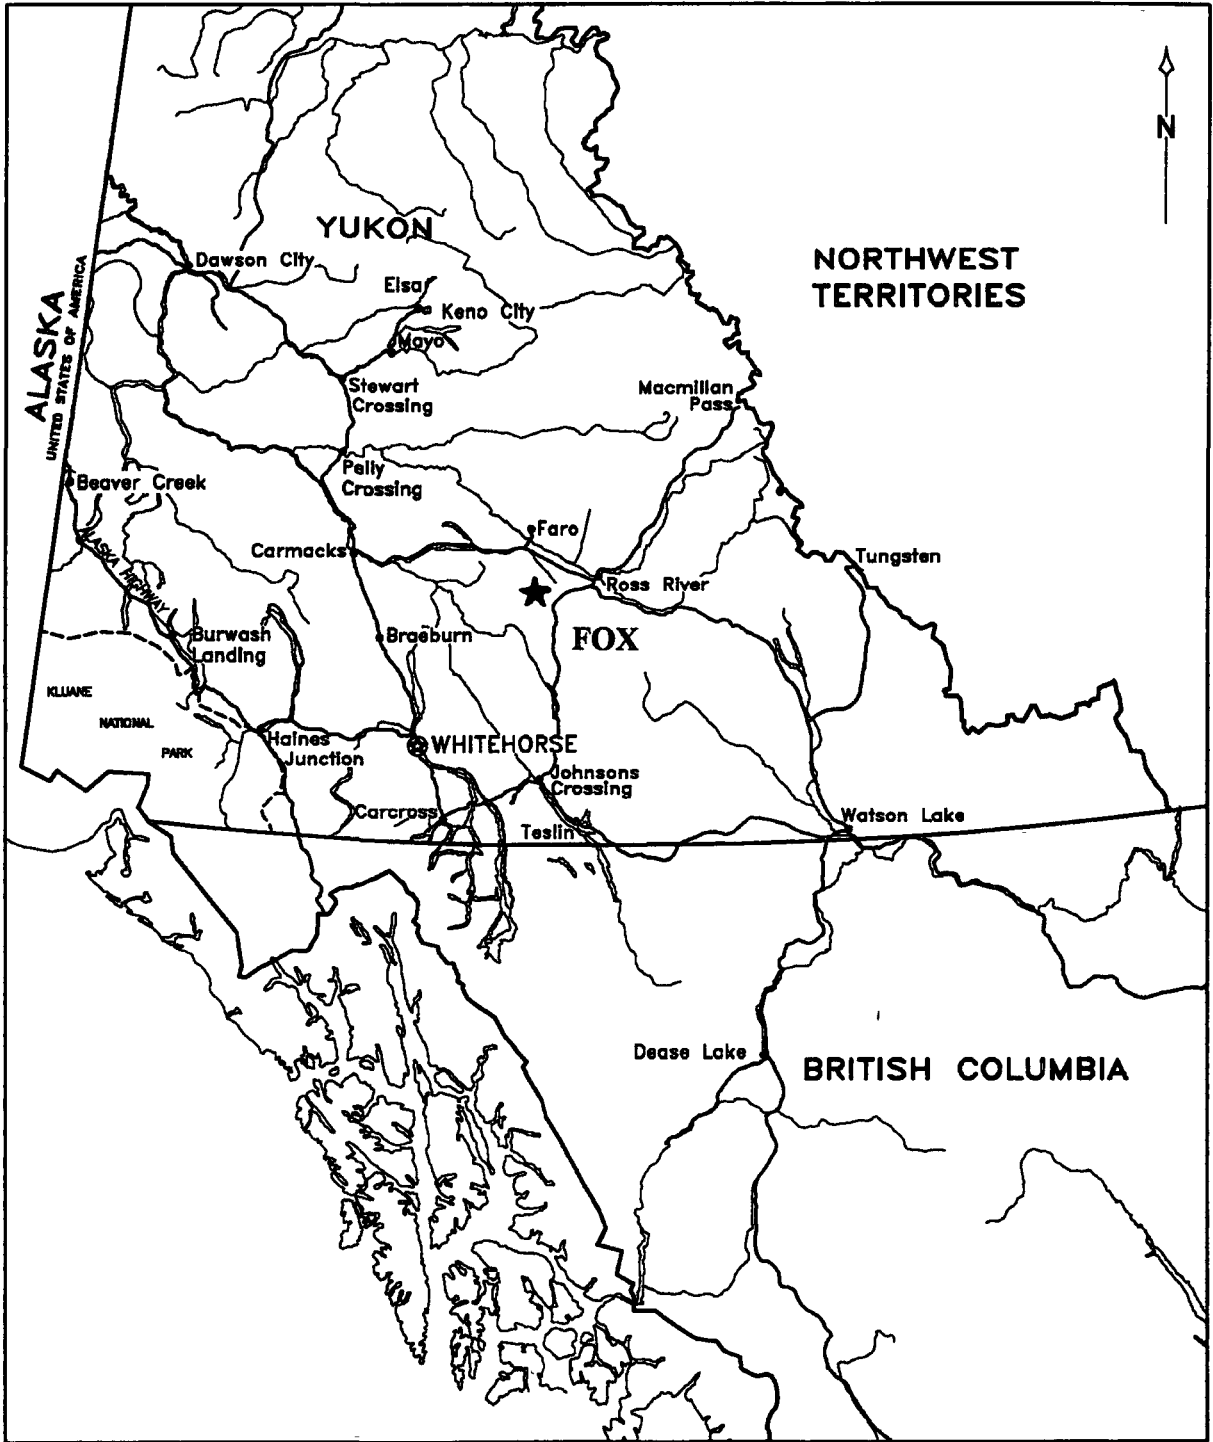 N
YUKON
NORTHWEST
TERRITORIES
Dawson City
Elsa
Keno City
Mayo
ALASKA
UNITED STATES OF AMERICA
Stewart
Crossing
Macmillan
Pass
Pelly
Crossing
Beaver Creek
Faro
ALASKA HIGHWAY
Carmacks
Tungsten
Ross River
FOX
Burwash
Landing
Braeburn
KLUANE
NATIONAL
PARK
Haines
Junction
WHITEHORSE
Johnsons
Crossing
Carcross
Teslin
Watson Lake
Dease Lake
BRITISH COLUMBIA